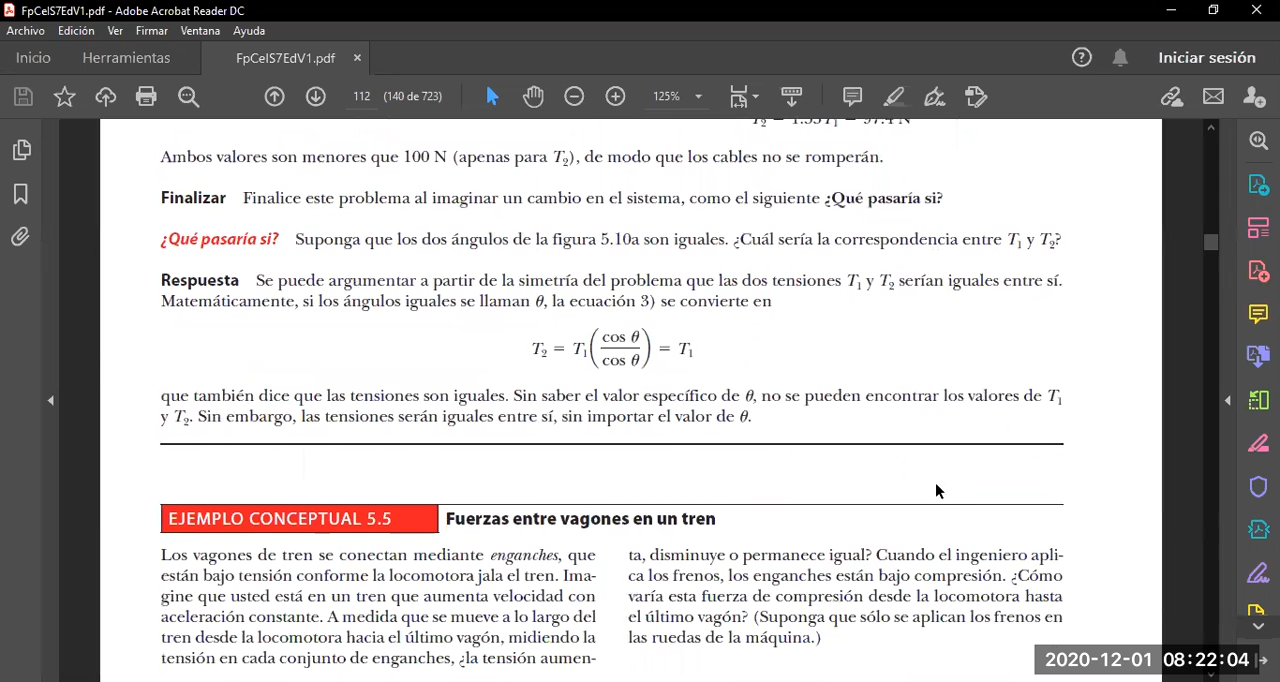 FpCeIS7EdV1.pdf - Adobe Acrobat Reader DC
Archivo Edición Ver Firmar Ventana Ayuda
Inicio Herramientas FpCeIS7EdV1.pdf × Iniciar sesión
112 (140 de 723) 125%
Ambos valores son menores que 100 N (apenas para T₂), de modo que los cables no se romperán.
Finalizar Finalice este problema al imaginar un cambio en el sistema, como el siguiente ¿Qué pasaría si?
¿Qué pasaría si? Suponga que los dos ángulos de la figura 5.10a son iguales. ¿Cuál sería la correspondencia entre T₁ y T₂?
Respuesta Se puede argumentar a partir de la simetría del problema que las dos tensiones T₁ y T₂ serían iguales entre sí.
Matemáticamente, si los ángulos iguales se llaman θ, la ecuación 3) se convierte en
T₂ = T₁(cos θ / cos θ) = T₁
que también dice que las tensiones son iguales. Sin saber el valor específico de θ, no se pueden encontrar los valores de T₁
y T₂. Sin embargo, las tensiones serán iguales entre sí, sin importar el valor de θ.
EJEMPLO CONCEPTUAL 5.5 Fuerzas entre vagones en un tren
Los vagones de tren se conectan mediante enganches, que
están bajo tensión conforme la locomotora jala el tren. Ima-
gine que usted está en un tren que aumenta velocidad con
aceleración constante. A medida que se mueve a lo largo del
tren desde la locomotora hacia el último vagón, midiendo la
tensión en cada conjunto de enganches, ¿la tensión aumen-
ta, disminuye o permanece igual? Cuando el ingeniero apli-
ca los frenos, los enganches están bajo compresión. ¿Cómo
varía esta fuerza de compresión desde la locomotora hasta
el último vagón? (Suponga que sólo se aplican los frenos en
las ruedas de la máquina.)
2020-12-01 08:22:04